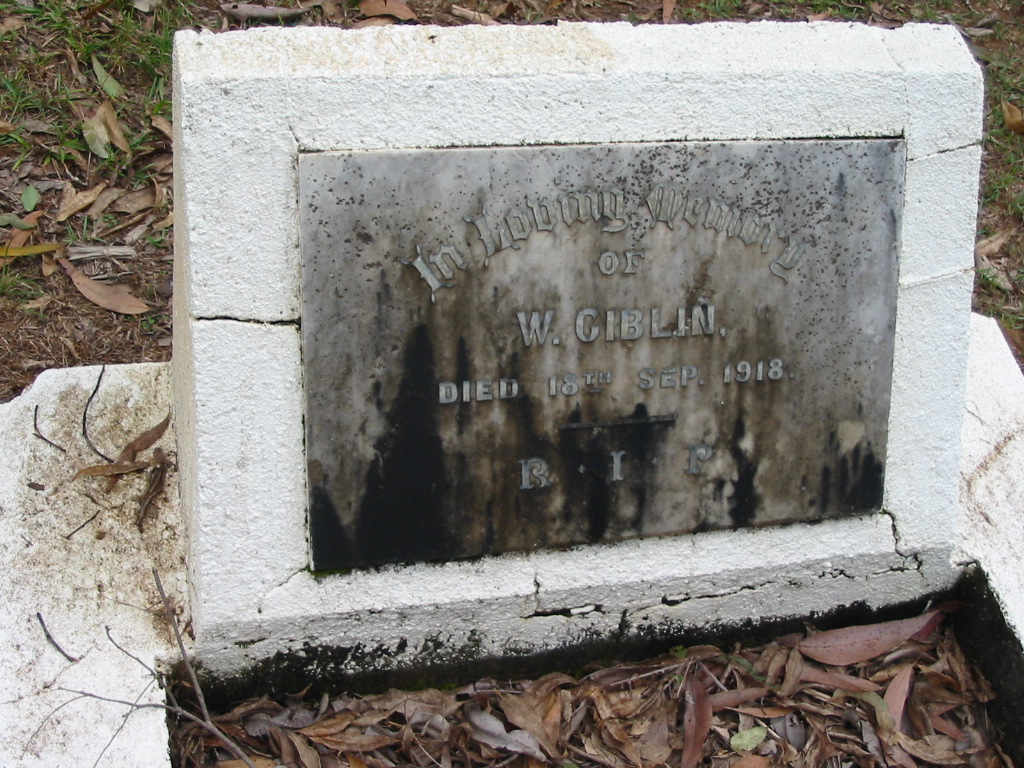 In Loving Memory
OF
W. GIBLIN.
DIED 18TH SEP. 1918.
R·I·P